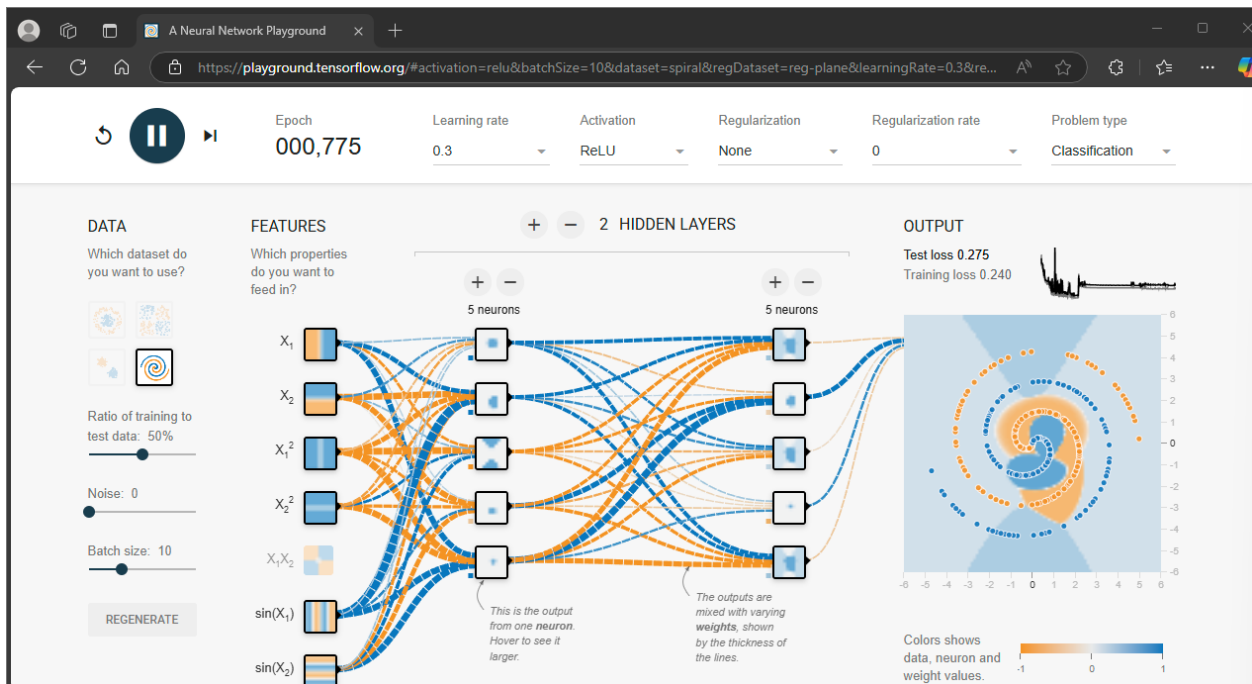 A Neural Network Playground
https://playground.tensorflow.org/#activation=relu&batchSize=10&dataset=spiral&regDataset=reg-plane&learningRate=0.3&re...
Epoch
000,775
Learning rate
0.3
Activation
ReLU
Regularization
None
Regularization rate
0
Problem type
Classification
DATA
Which dataset do
you want to use?
Ratio of training to
test data: 50%
Noise: 0
Batch size: 10
REGENERATE
FEATURES
Which properties
do you want to
feed in?
X₁
X₂
X₁²
X₂²
X₁X₂
sin(X₁)
sin(X₂)
+ − 2 HIDDEN LAYERS
+ −
5 neurons
+ −
5 neurons
This is the output
from one neuron.
Hover to see it
larger.
The outputs are
mixed with varying
weights, shown
by the thickness of
the lines.
OUTPUT
Test loss 0.275
Training loss 0.240
6
5
4
3
2
1
0
-1
-2
-3
-4
-5
-6
-6 -5 -4 -3 -2 -1 0 1 2 3 4 5 6
Colors shows
data, neuron and
weight values.
-1 0 1